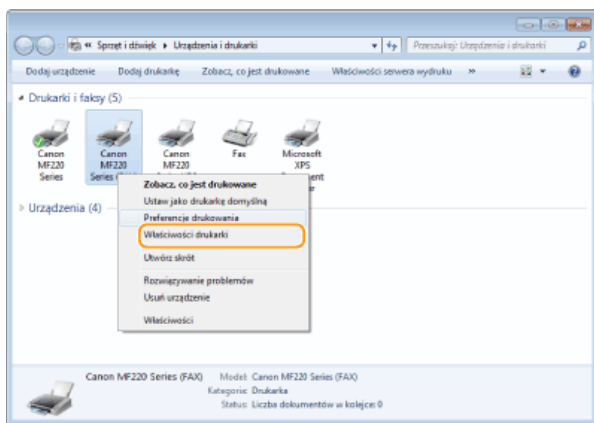 « Sprzęt i dźwięk ▸ Urządzenia i drukarki
Przeszukaj: Urządzenia i drukarki
Dodaj urządzenie Dodaj drukarkę Zobacz, co jest drukowane Właściwości serwera wydruku »
Drukarki i faksy (5)
Canon MF220 Series
Canon MF220 Series
Canon MF220
Fax
Microsoft XPS
Zobacz, co jest drukowane
Ustaw jako drukarkę domyślną
Preferencje drukowania
Właściwości drukarki
Utwórz skrót
Rozwiązywanie problemów
Usuń urządzenie
Właściwości
Urządzenia (4)
Canon MF220 Series (FAX) Model: Canon MF220 Series (FAX)
Kategorie: Drukarka
Status: Liczba dokumentów w kolejce: 0